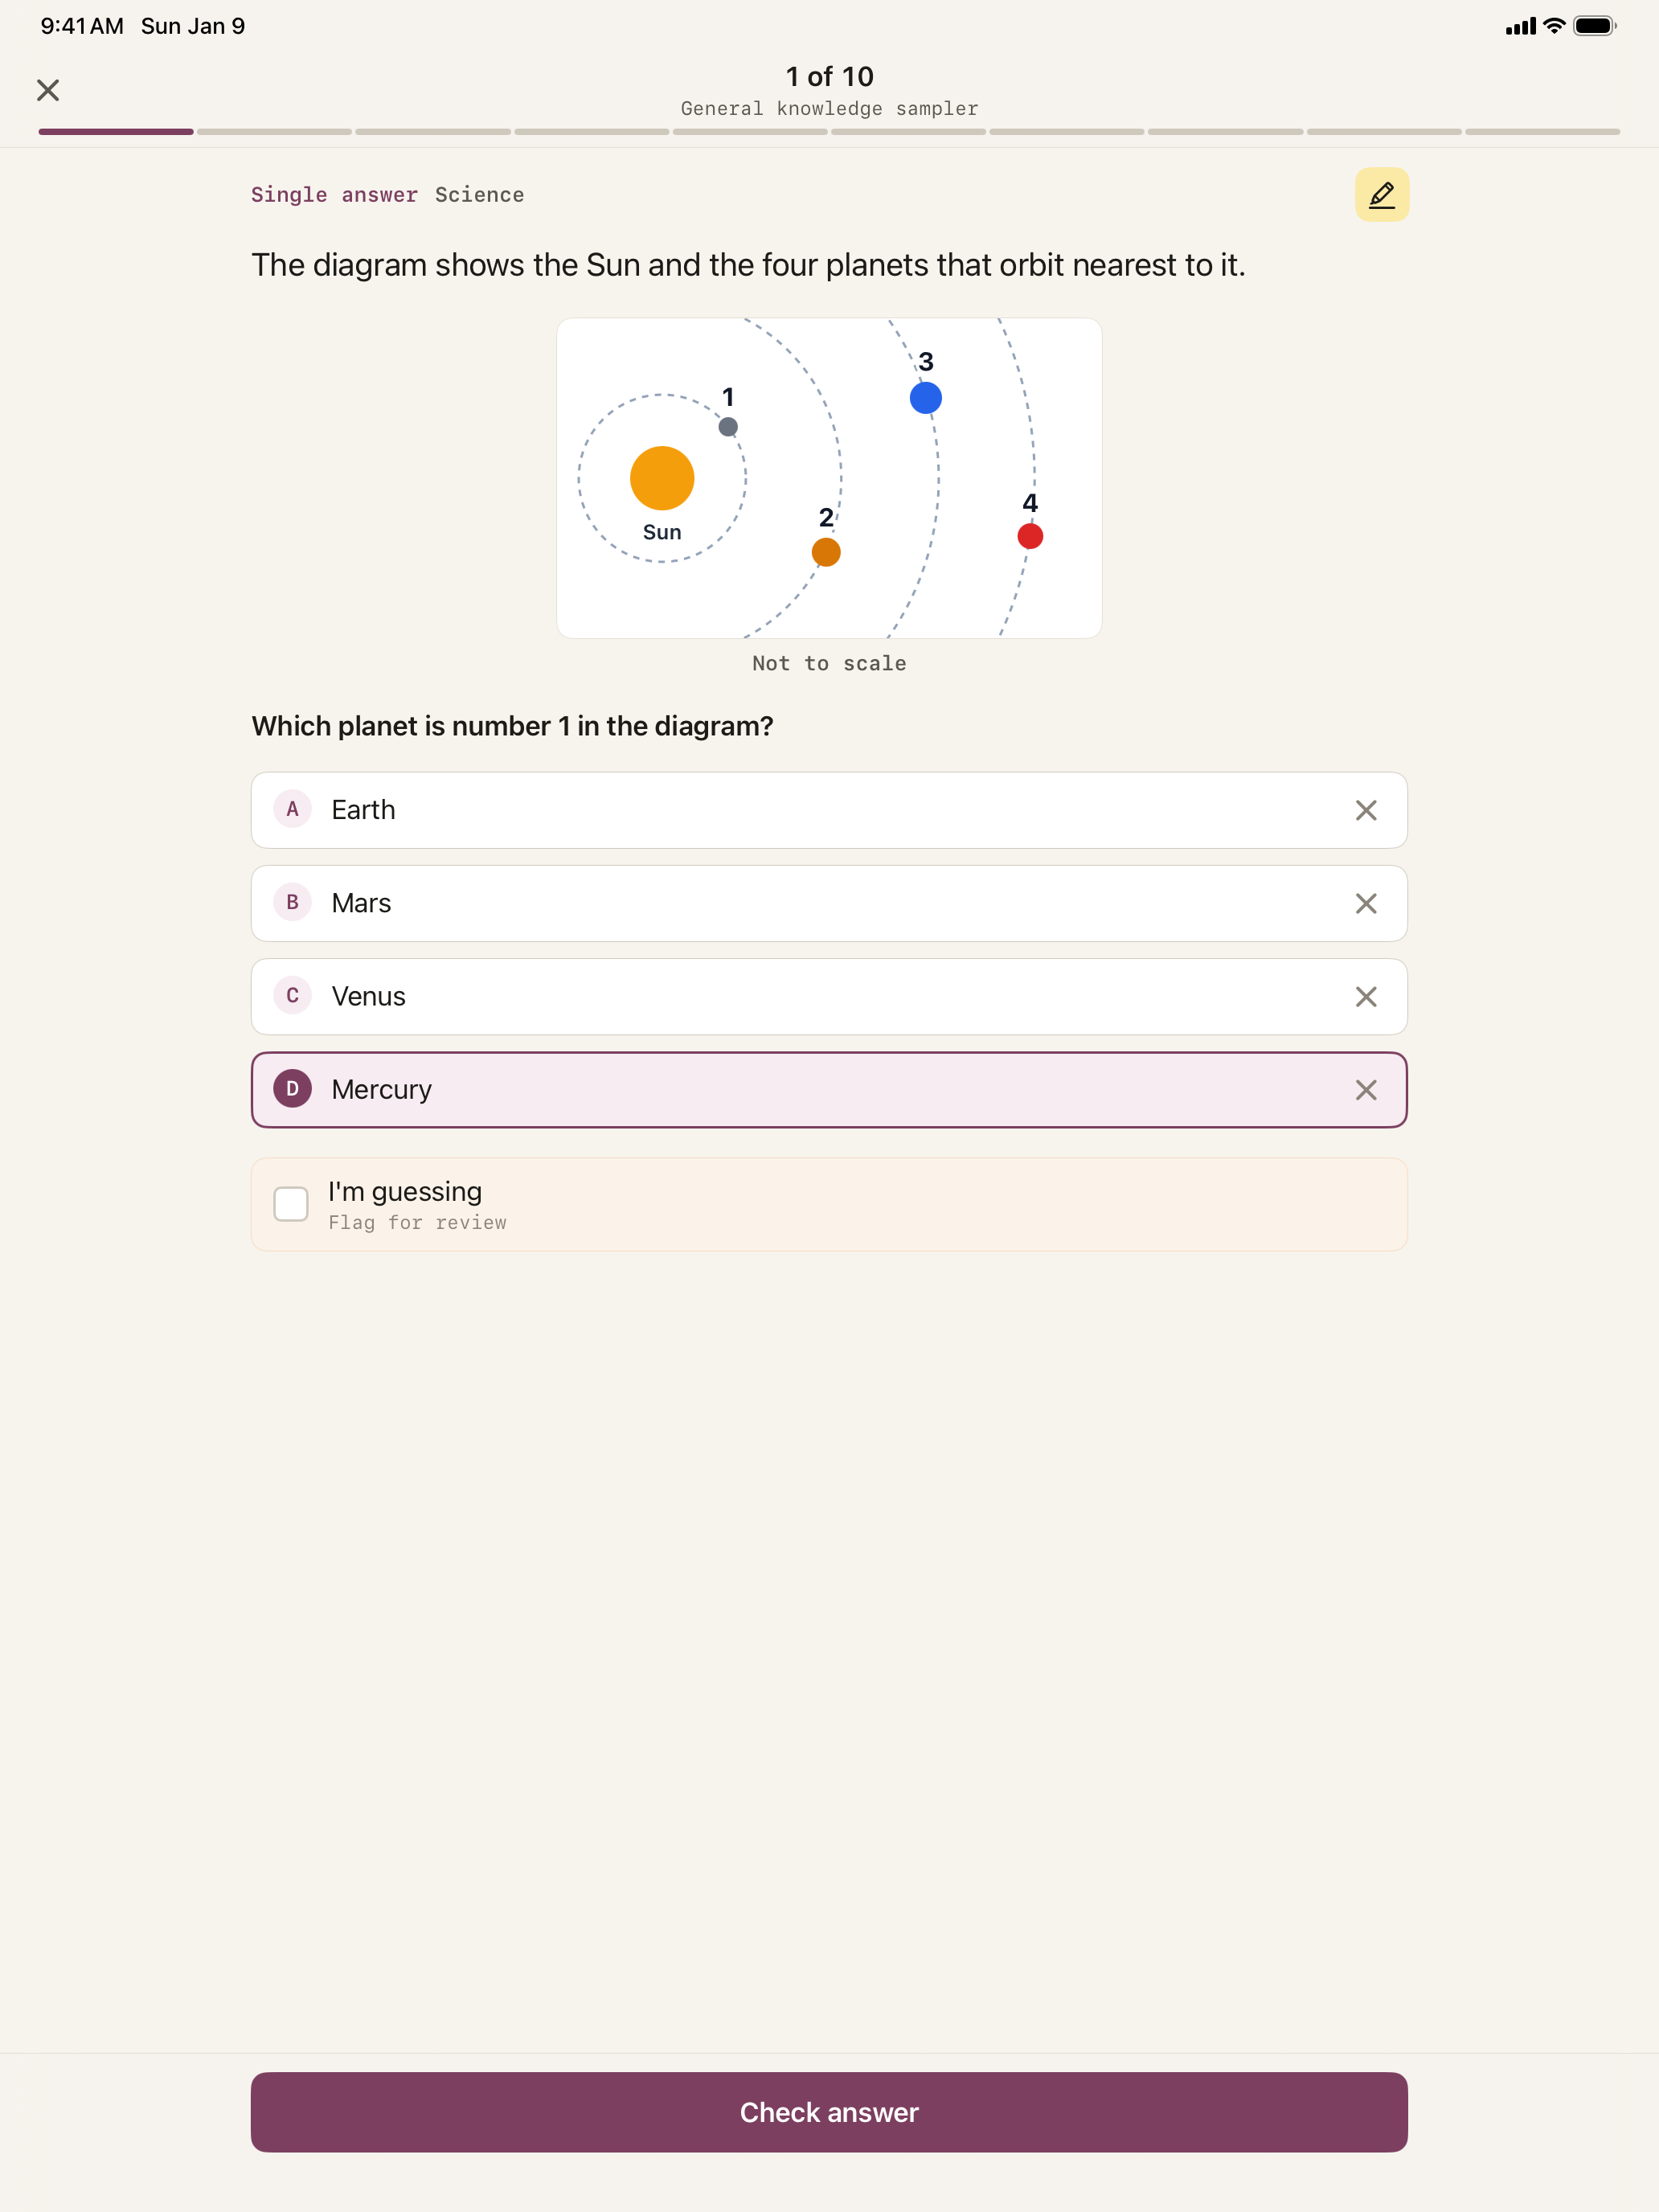 9:41 AM Sun Jan 9
1 of 10
General knowledge sampler
Single answer Science
The diagram shows the Sun and the four planets that orbit nearest to it.
3
1
4
2
Sun
Not to scale
Which planet is number 1 in the diagram?
A Earth
B Mars
C Venus
D Mercury
I'm guessing
Flag for review
Check answer